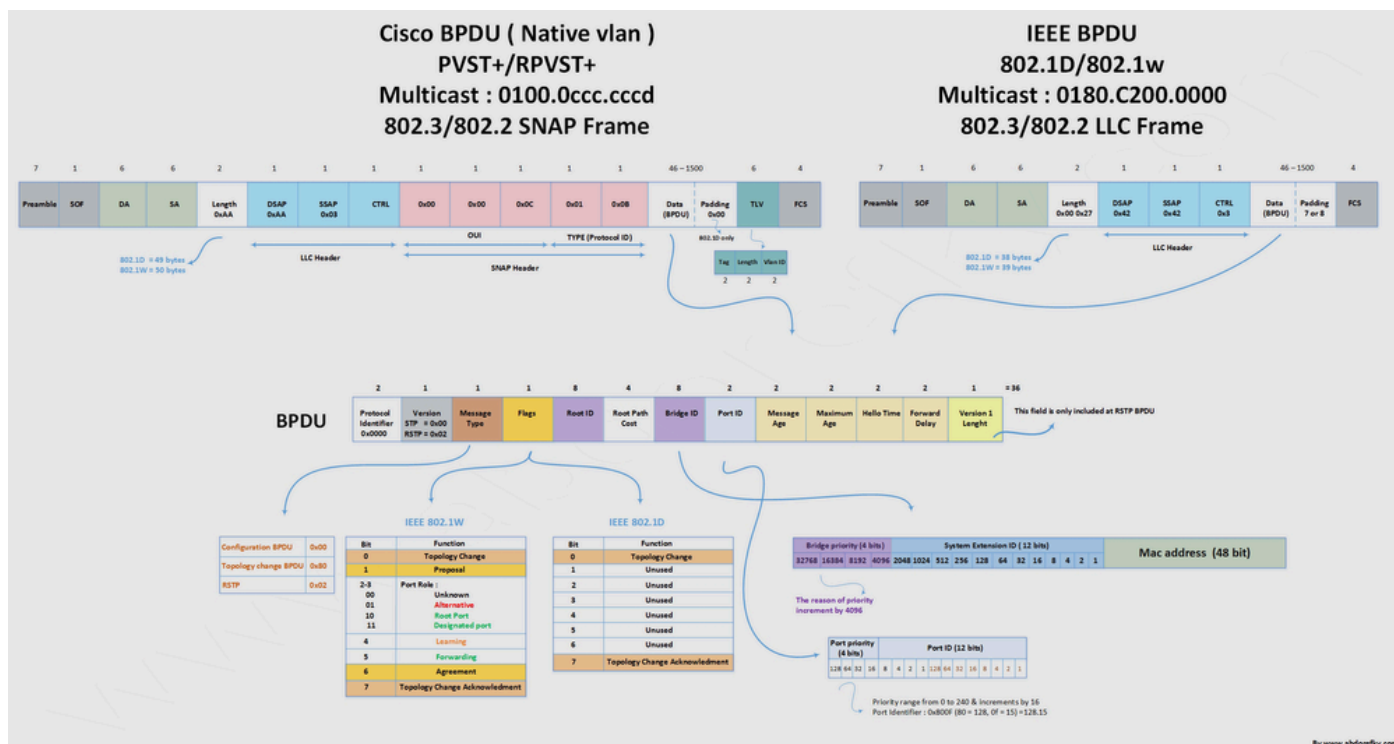 Cisco BPDU ( Native vlan )
PVST+/RPVST+
Multicast : 0100.0ccc.cccd
802.3/802.2 SNAP Frame
IEEE BPDU
802.1D/802.1w
Multicast : 0180.C200.0000
802.3/802.2 LLC Frame
7 1 6 6 2 1 1 1 1 1 1 1 1 46 – 1500 6 4
Preamble SOF DA SA Length 0xAA DSAP 0xAA SSAP 0x03 CTRL 0x00 0x00 0x0C 0x01 0x0B Data (BPDU) Padding 0x00 TLV FCS
802.1D = 49 bytes
802.1W = 50 bytes
LLC Header
OUI
TYPE (Protocol ID)
SNAP Header
802.1D only
Tag Length Vlan ID
2 2 2
7 1 6 6 2 1 1 1 46 – 1500 4
Preamble SOF DA SA Length 0x00 0x27 DSAP 0x42 SSAP 0x42 CTRL 0x3 Data (BPDU) Padding 7 or 8 FCS
802.1D = 38 bytes
802.1W = 39 bytes
LLC Header
2 1 1 1 8 4 8 2 2 2 2 2 1 = 36
BPDU
Protocol Identifier 0x0000
Version STP = 0x00 RSTP = 0x02
Message Type
Flags
Root ID
Root Path Cost
Bridge ID
Port ID
Message Age
Maximum Age
Hello Time
Forward Delay
Version 1 Lenght
This field is only included at RSTP BPDU
Configuration BPDU 0x00
Topology change BPDU 0x80
RSTP 0x02
IEEE 802.1W
Bit Function
0 Topology Change
1 Proposal
2-3 Port Role :
00 Unknown
01 Alternative
10 Root Port
11 Designated port
4 Learning
5 Forwarding
6 Agreement
7 Topology Change Acknowledment
IEEE 802.1D
Bit Function
0 Topology Change
1 Unused
2 Unused
3 Unused
4 Unused
5 Unused
6 Unused
7 Topology Change Acknowledment
Bridge priority (4 bits) System Extension ID ( 12 bits) Mac address (48 bit)
32768 16384 8192 4096 2048 1024 512 256 128 64 32 16 8 4 2 1
The reason of priority
increment by 4096
Port priority (4 bits) Port ID (12 bits)
128 64 32 16 8 4 2 1 128 64 32 16 8 4 2 1
Priority range from 0 to 240 & increments by 16
Port Identifier : 0x800F (80 = 128, 0f = 15) =128.15